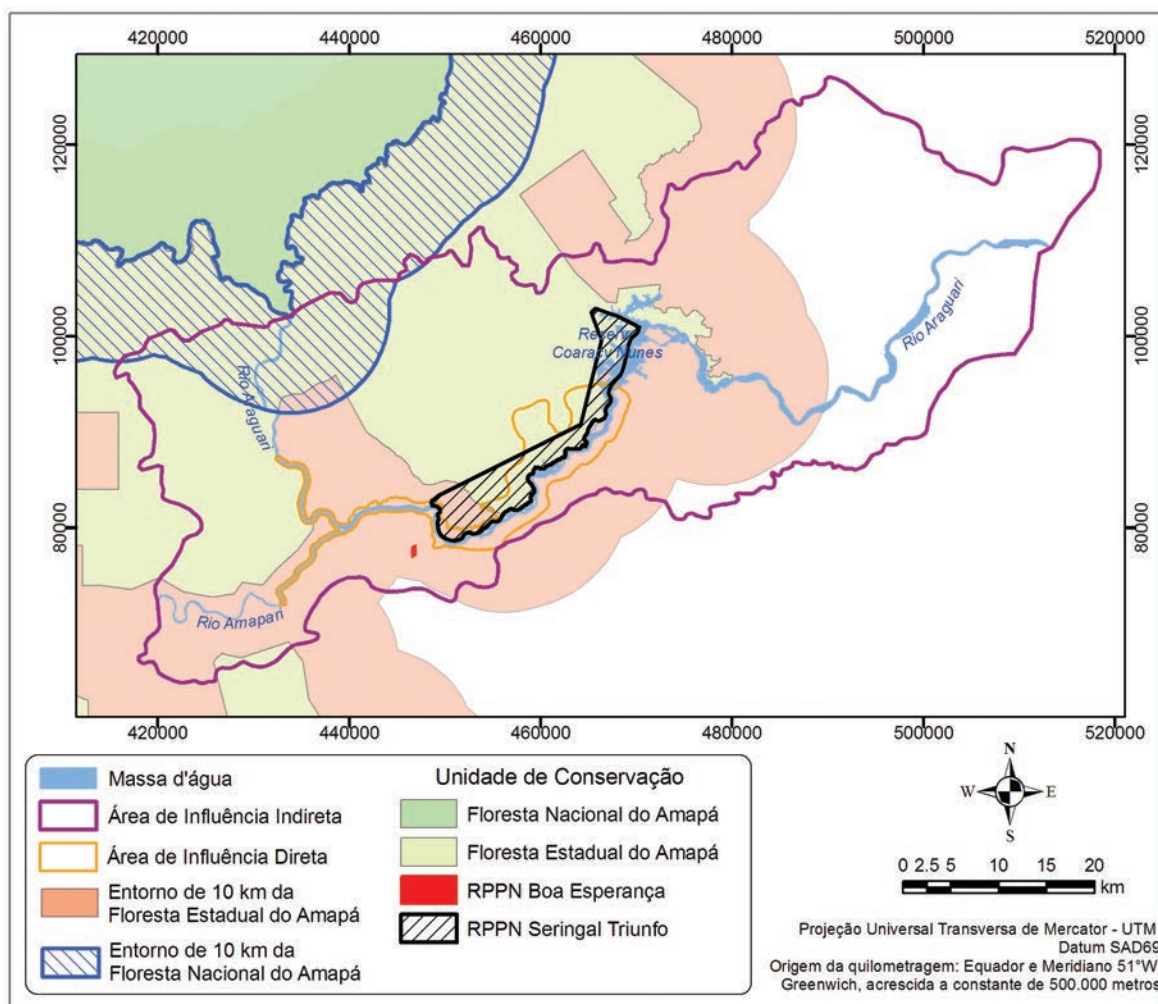 420000 440000 460000 480000 500000 520000
120000 120000
100000 100000
80000 80000
Rio Araguari
Reserv
Coaracy Nunes
Rio Araguari
Rio Amapari
420000 440000 460000 480000 500000 520000
Massa d'água
Área de Influência Indireta
Área de Influência Direta
Entorno de 10 km da
Floresta Estadual do Amapá
Entorno de 10 km da
Floresta Nacional do Amapá
Unidade de Conservação
Floresta Nacional do Amapá
Floresta Estadual do Amapá
RPPN Boa Esperança
RPPN Seringal Triunfo
N
W E
S
0 2.5 5 10 15 20
km
Projeção Universal Transversa de Mercator - UTM
Datum SAD69
Origem da quilometragem: Equador e Meridiano 51°W
Greenwich, acrescida a constante de 500.000 metros